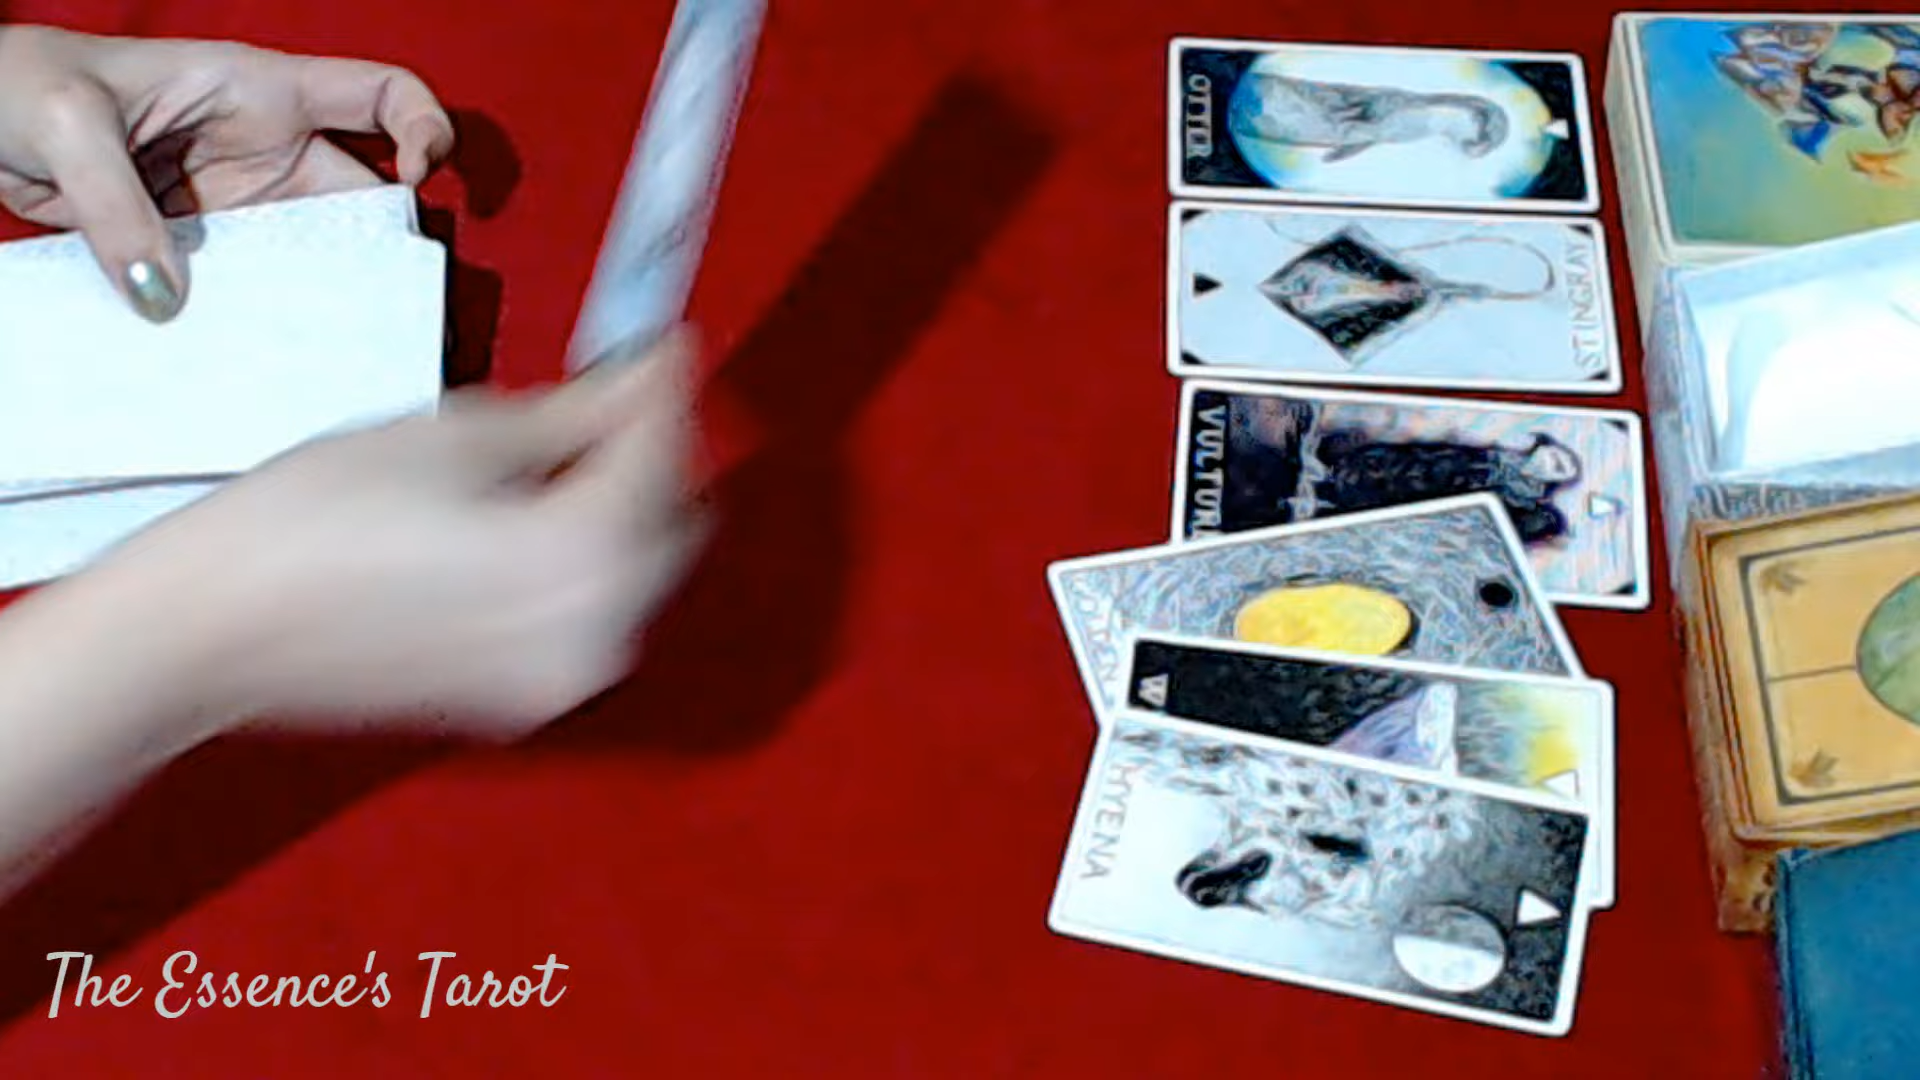 OTTER
STINGRAY
VULTUR
W
HYENA
The Essence's Tarot